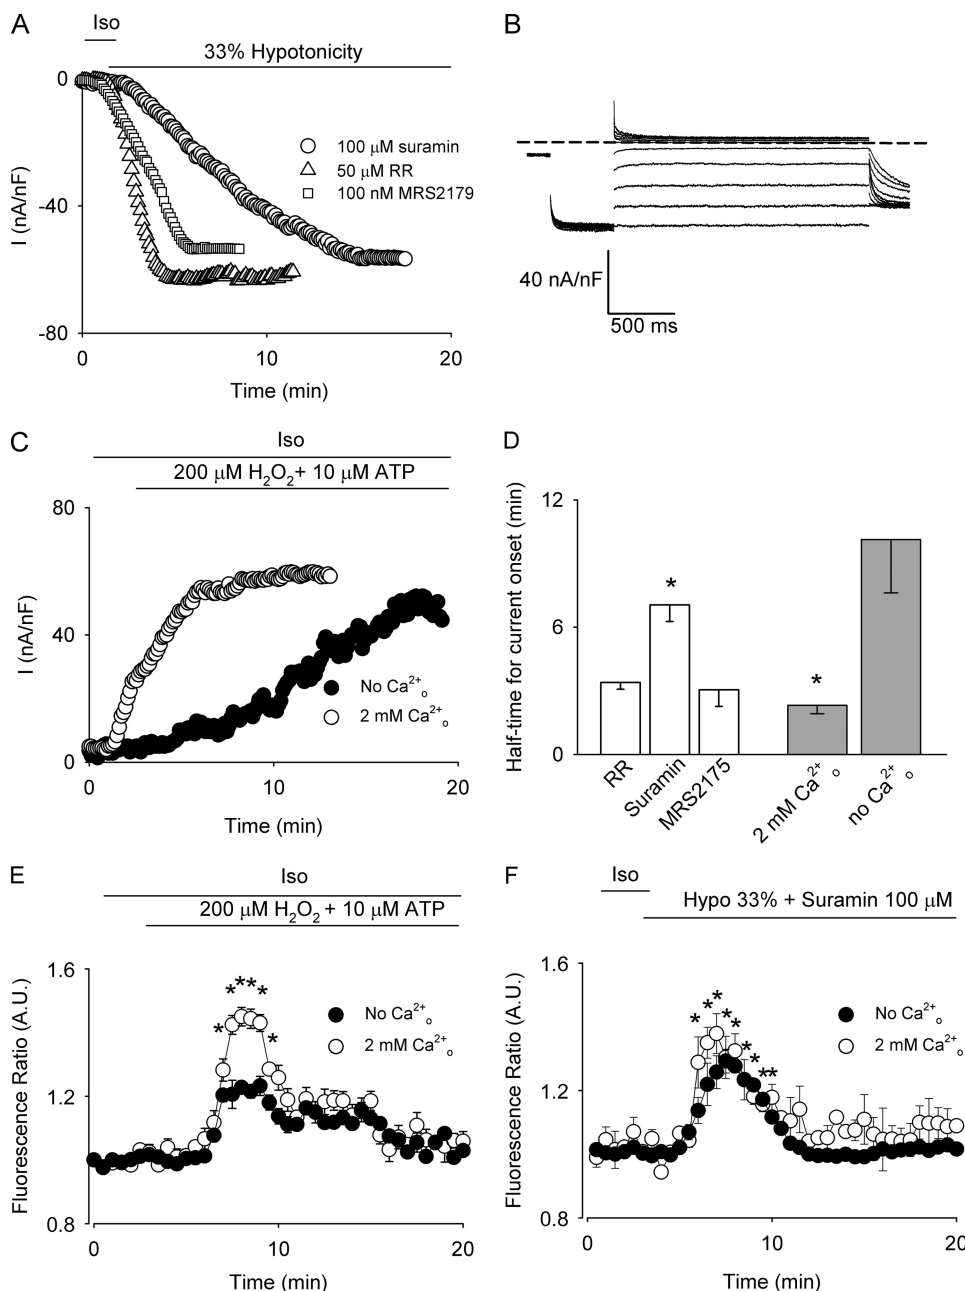 A
Iso
33% Hypotonicity
I (nA/nF)
0
-40
-80
100 μM suramin
50 μM RR
100 nM MRS2179
0
10
20
Time (min)
B
40 nA/nF
500 ms
C
Iso
200 μM H₂O₂+ 10 μM ATP
I (nA/nF)
80
40
0
No Ca²⁺ₒ
2 mM Ca²⁺ₒ
0
10
20
Time (min)
D
Half-time for current onset (min)
12
6
0
*
*
RR
Suramin
MRS2175
2 mM Ca²⁺ₒ
no Ca²⁺ₒ
E
Iso
200 μM H₂O₂ + 10 μM ATP
Fluorescence Ratio (A.U.)
1.6
1.2
0.8
* * * * * *
No Ca²⁺ₒ
2 mM Ca²⁺ₒ
0
10
20
Time (min)
F
Iso
Hypo 33% + Suramin 100 μM
Fluorescence Ratio (A.U.)
1.6
1.2
0.8
* * * * * * * * *
No Ca²⁺ₒ
2 mM Ca²⁺ₒ
0
10
20
Time (min)